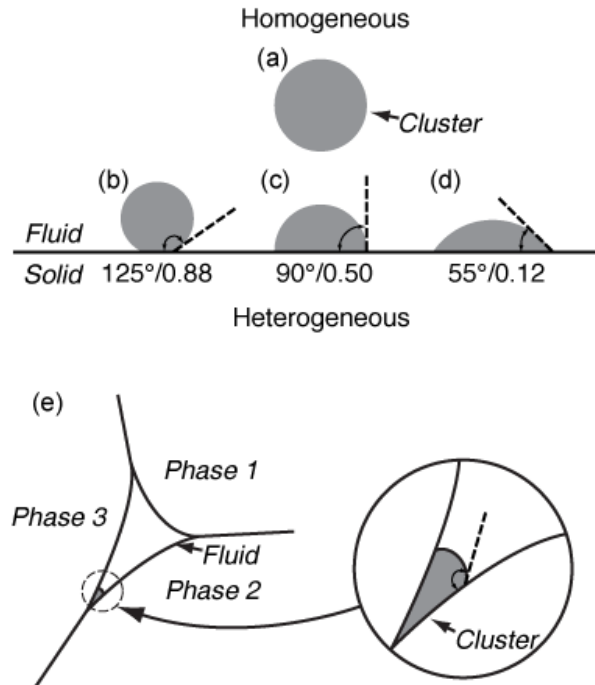 Homogeneous
(a)
Cluster
(b) (c) (d)
Fluid
Solid 125°/0.88 90°/0.50 55°/0.12
Heterogeneous
(e)
Phase 1
Phase 3
Fluid
Phase 2
Cluster